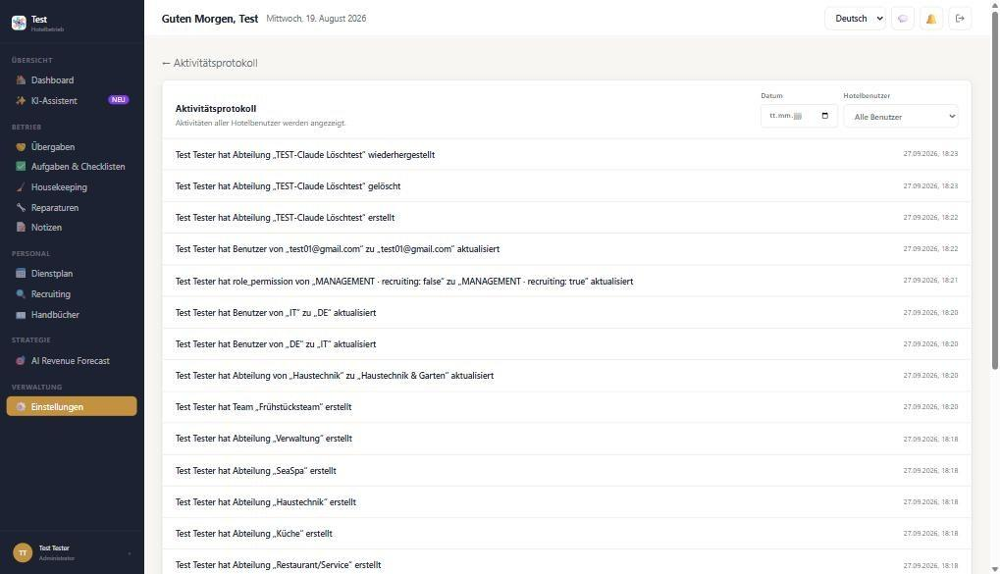 Test
Hotelbetrieb
ÜBERSICHT
Dashboard
KI-Assistent NEU
BETRIEB
Übergaben
Aufgaben & Checklisten
Housekeeping
Reparaturen
Notizen
PERSONAL
Dienstplan
Recruiting
Handbücher
STRATEGIE
AI Revenue Forecast
VERWALTUNG
Einstellungen
TT
Test Tester
Administrator
Guten Morgen, Test Mittwoch, 19. August 2026
Deutsch
← Aktivitätsprotokoll
Aktivitätsprotokoll
Aktivitäten aller Hotelbenutzer werden angezeigt.
Datum
tt.mm.jjjj
Hotelbenutzer
Alle Benutzer
Test Tester hat Abteilung „TEST-Claude Löschtest“ wiederhergestellt 27.09.2026, 18:23
Test Tester hat Abteilung „TEST-Claude Löschtest“ gelöscht 27.09.2026, 18:23
Test Tester hat Abteilung „TEST-Claude Löschtest“ erstellt 27.09.2026, 18:22
Test Tester hat Benutzer von „test01@gmail.com“ zu „test01@gmail.com“ aktualisiert 27.09.2026, 18:22
Test Tester hat role_permission von „MANAGEMENT · recruiting: false“ zu „MANAGEMENT · recruiting: true“ aktualisiert 27.09.2026, 18:21
Test Tester hat Benutzer von „IT“ zu „DE“ aktualisiert 27.09.2026, 18:20
Test Tester hat Benutzer von „DE“ zu „IT“ aktualisiert 27.09.2026, 18:20
Test Tester hat Abteilung von „Haustechnik“ zu „Haustechnik & Garten“ aktualisiert 27.09.2026, 18:20
Test Tester hat Team „Frühstücksteam“ erstellt 27.09.2026, 18:20
Test Tester hat Abteilung „Verwaltung“ erstellt 27.09.2026, 18:18
Test Tester hat Abteilung „SeaSpa“ erstellt 27.09.2026, 18:18
Test Tester hat Abteilung „Haustechnik“ erstellt 27.09.2026, 18:18
Test Tester hat Abteilung „Küche“ erstellt 27.09.2026, 18:18
Test Tester hat Abteilung „Restaurant/Service“ erstellt 27.09.2026, 18:18